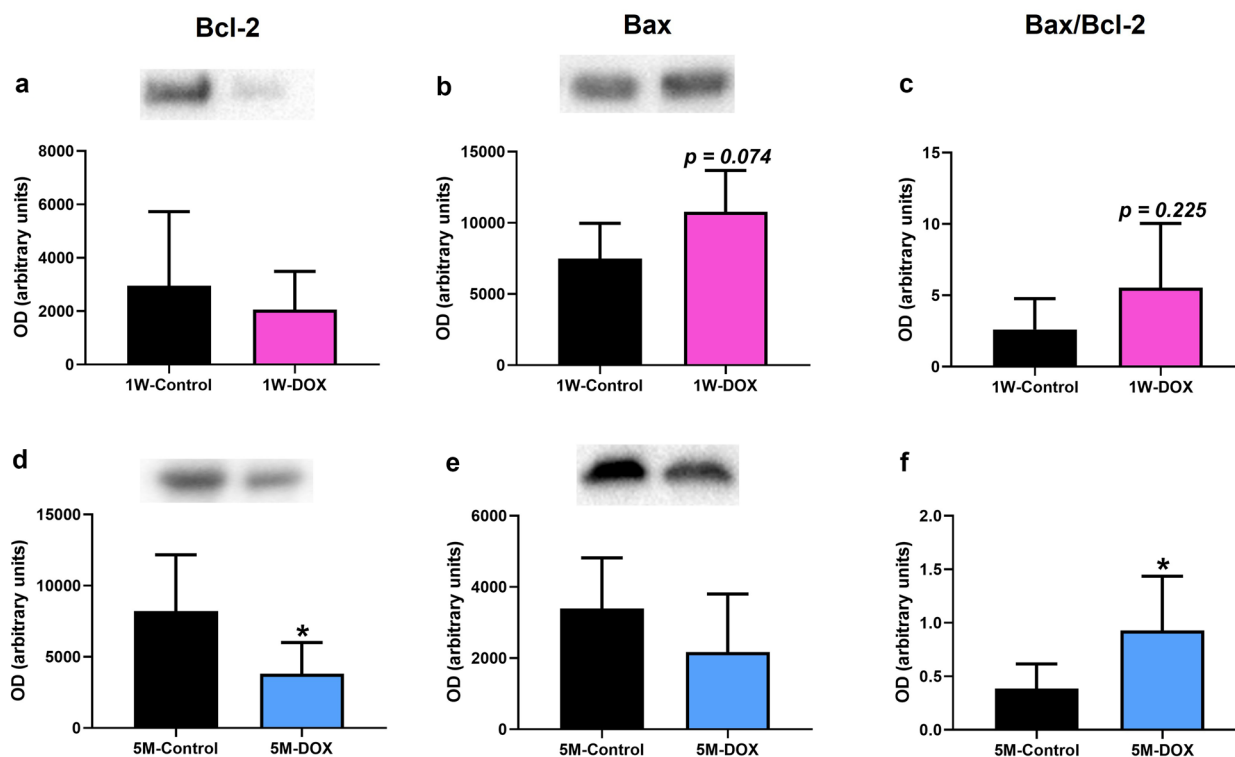 Bcl-2
Bax
Bax/Bcl-2
a
8000
6000
4000
2000
0
OD (arbitrary units)
1W-Control
1W-DOX
b
15000
10000
5000
0
OD (arbitrary units)
p = 0.074
1W-Control
1W-DOX
c
15
10
5
0
OD (arbitrary units)
p = 0.225
1W-Control
1W-DOX
d
15000
10000
5000
0
OD (arbitrary units)
*
5M-Control
5M-DOX
e
6000
4000
2000
0
OD (arbitrary units)
5M-Control
5M-DOX
f
2.0
1.5
1.0
0.5
0.0
OD (arbitrary units)
*
5M-Control
5M-DOX